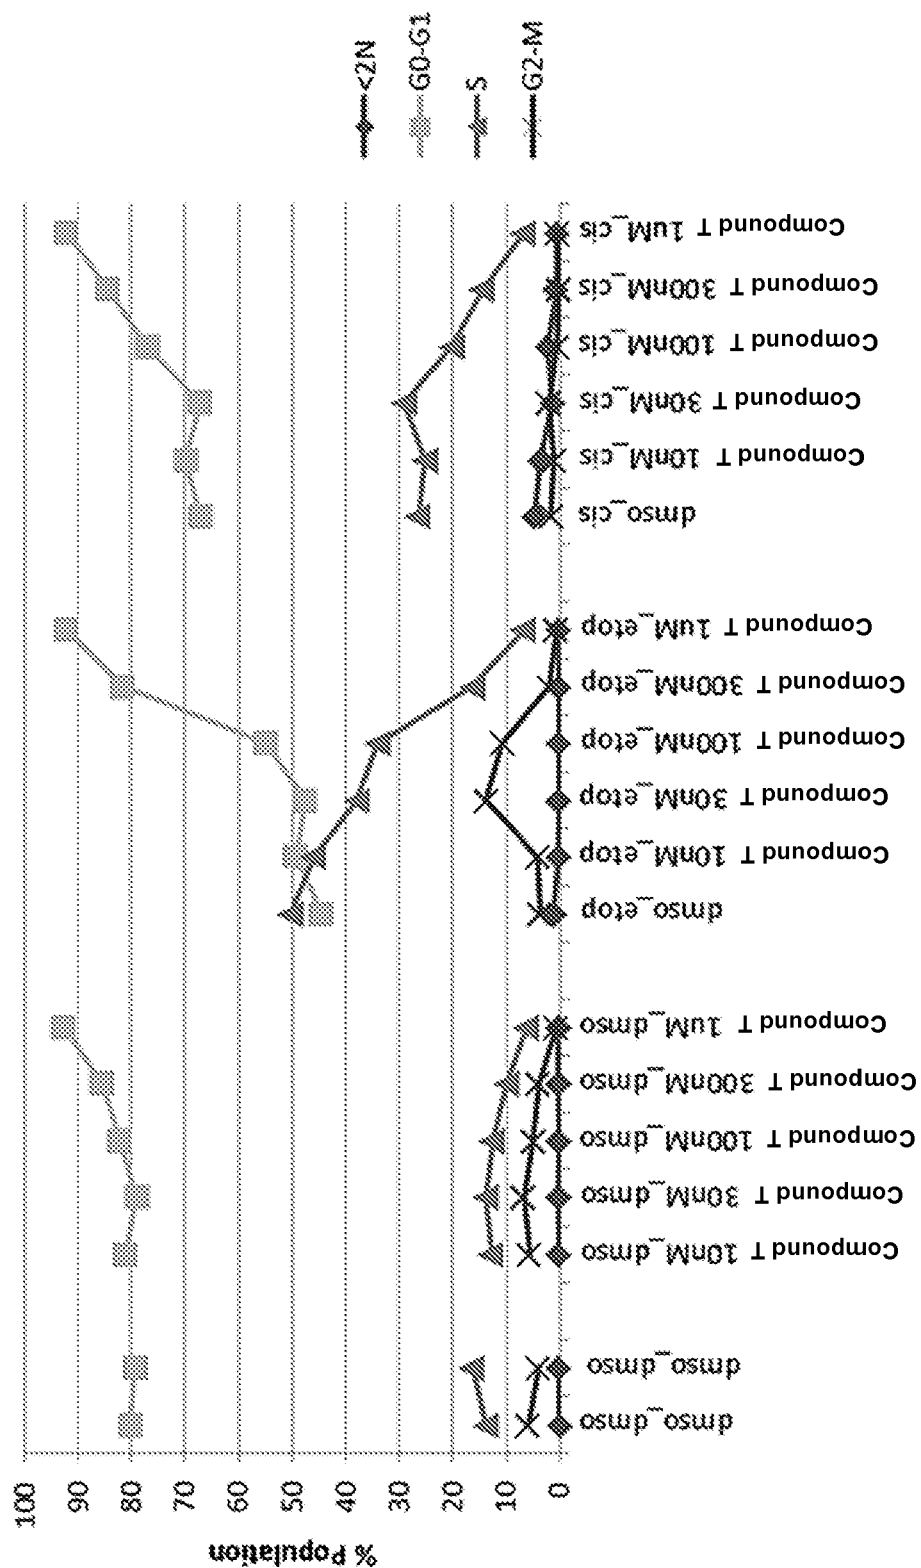 % Population
100
90
80
70
60
50
40
30
20
10
0
dmso_dmso
dmso_dmso
Compound T 10nM_dmso
Compound T 30nM_dmso
Compound T 100nM_dmso
Compound T 300nM_dmso
Compound T 1uM_dmso
dmso_etop
Compound T 10nM_etop
Compound T 30nM_etop
Compound T 100nM_etop
Compound T 300nM_etop
Compound T 1uM_etop
dmso_cis
Compound T 10nM_cis
Compound T 30nM_cis
Compound T 100nM_cis
Compound T 300nM_cis
Compound T 1uM_cis
<2N
G0-G1
S
G2-M